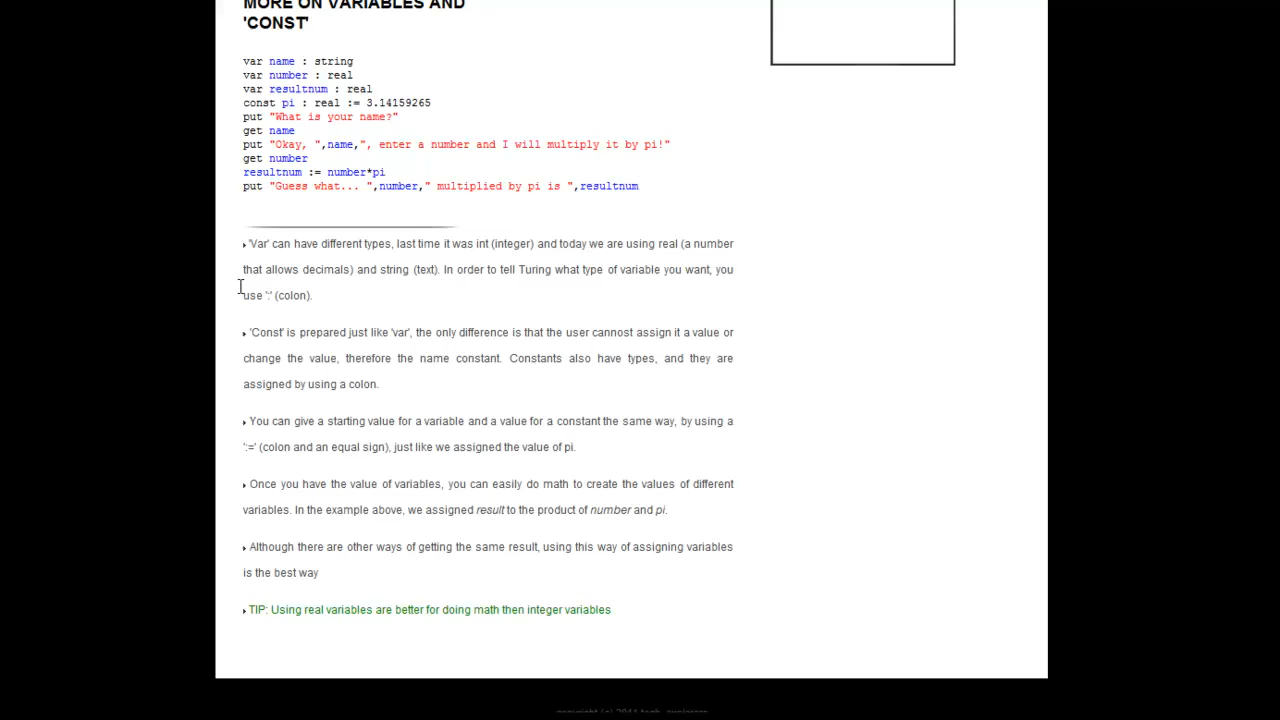 MORE ON VARIABLES AND
'CONST'
var name : string
var number : real
var resultnum : real
const pi : real := 3.14159265
put "What is your name?"
get name
put "Okay, ",name,", enter a number and I will multiply it by pi!"
get number
resultnum := number*pi
put "Guess what... ",number," multiplied by pi is ",resultnum
'Var' can have different types, last time it was int (integer) and today we are using real (a number
that allows decimals) and string (text). In order to tell Turing what type of variable you want, you
use ':' (colon).
'Const' is prepared just like 'var', the only difference is that the user cannost assign it a value or
change the value, therefore the name constant. Constants also have types, and they are
assigned by using a colon.
You can give a starting value for a variable and a value for a constant the same way, by using a
':=' (colon and an equal sign), just like we assigned the value of pi.
Once you have the value of variables, you can easily do math to create the values of different
variables. In the example above, we assigned result to the product of number and pi.
Although there are other ways of getting the same result, using this way of assigning variables
is the best way
TIP: Using real variables are better for doing math then integer variables